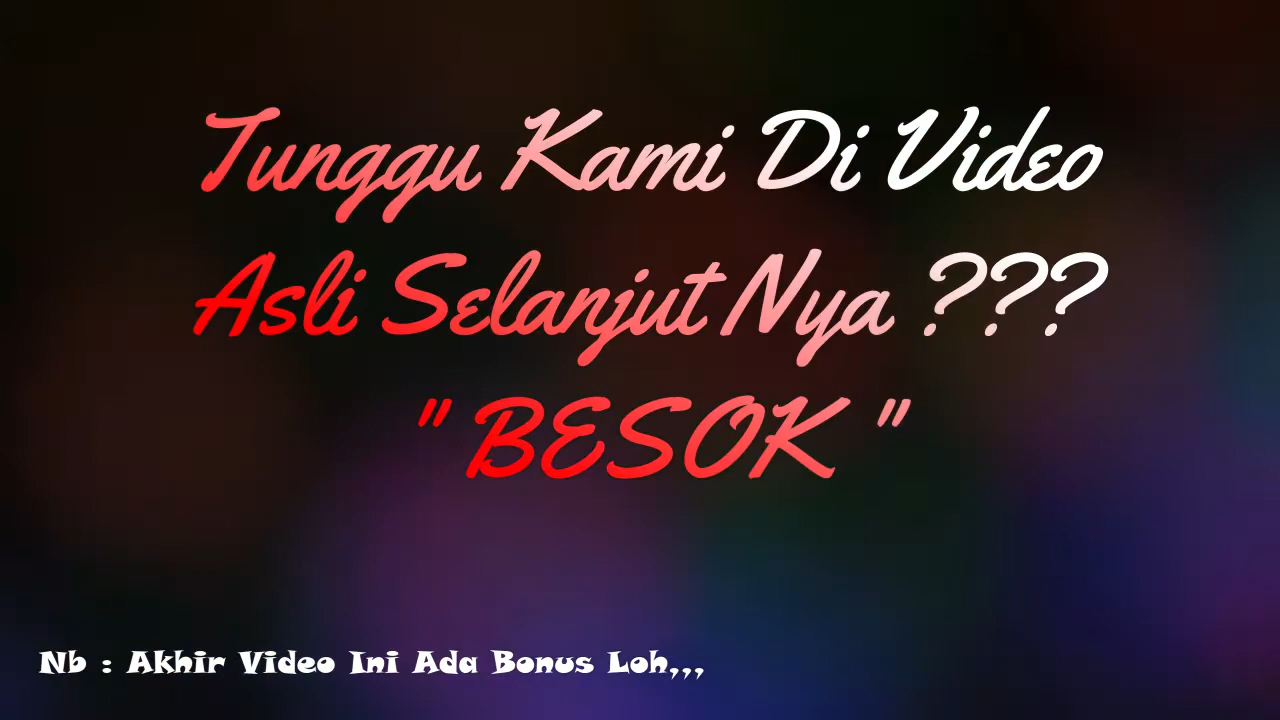 Tunggu Kami Di Video
Asli Selanjut Nya ???
" BESOK "
Nb : Akhir Video Ini Ada Bonus Loh,,,